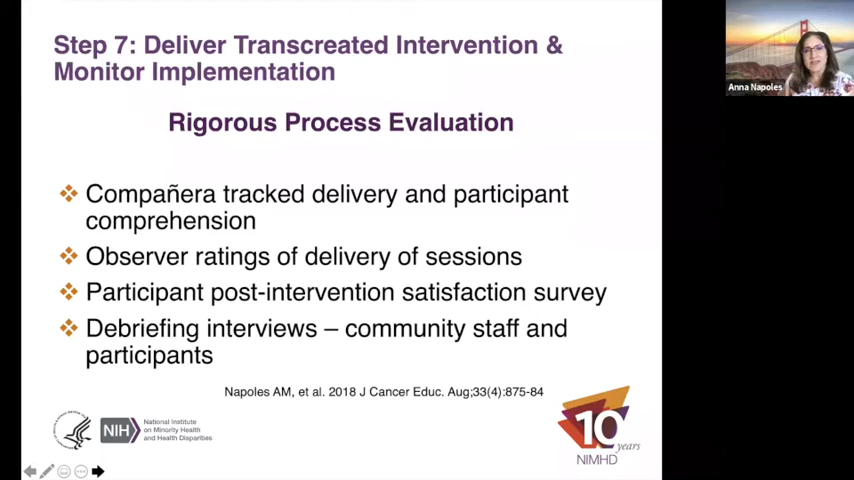 Step 7: Deliver Transcreated Intervention &
Monitor Implementation
Rigorous Process Evaluation
Compañera tracked delivery and participant
comprehension
Observer ratings of delivery of sessions
Participant post-intervention satisfaction survey
Debriefing interviews – community staff and
participants
Napoles AM, et al. 2018 J Cancer Educ. Aug;33(4):875-84
NIH
National Institute
on Minority Health
and Health Disparities
10
years
NIMHD
Anna Napoles